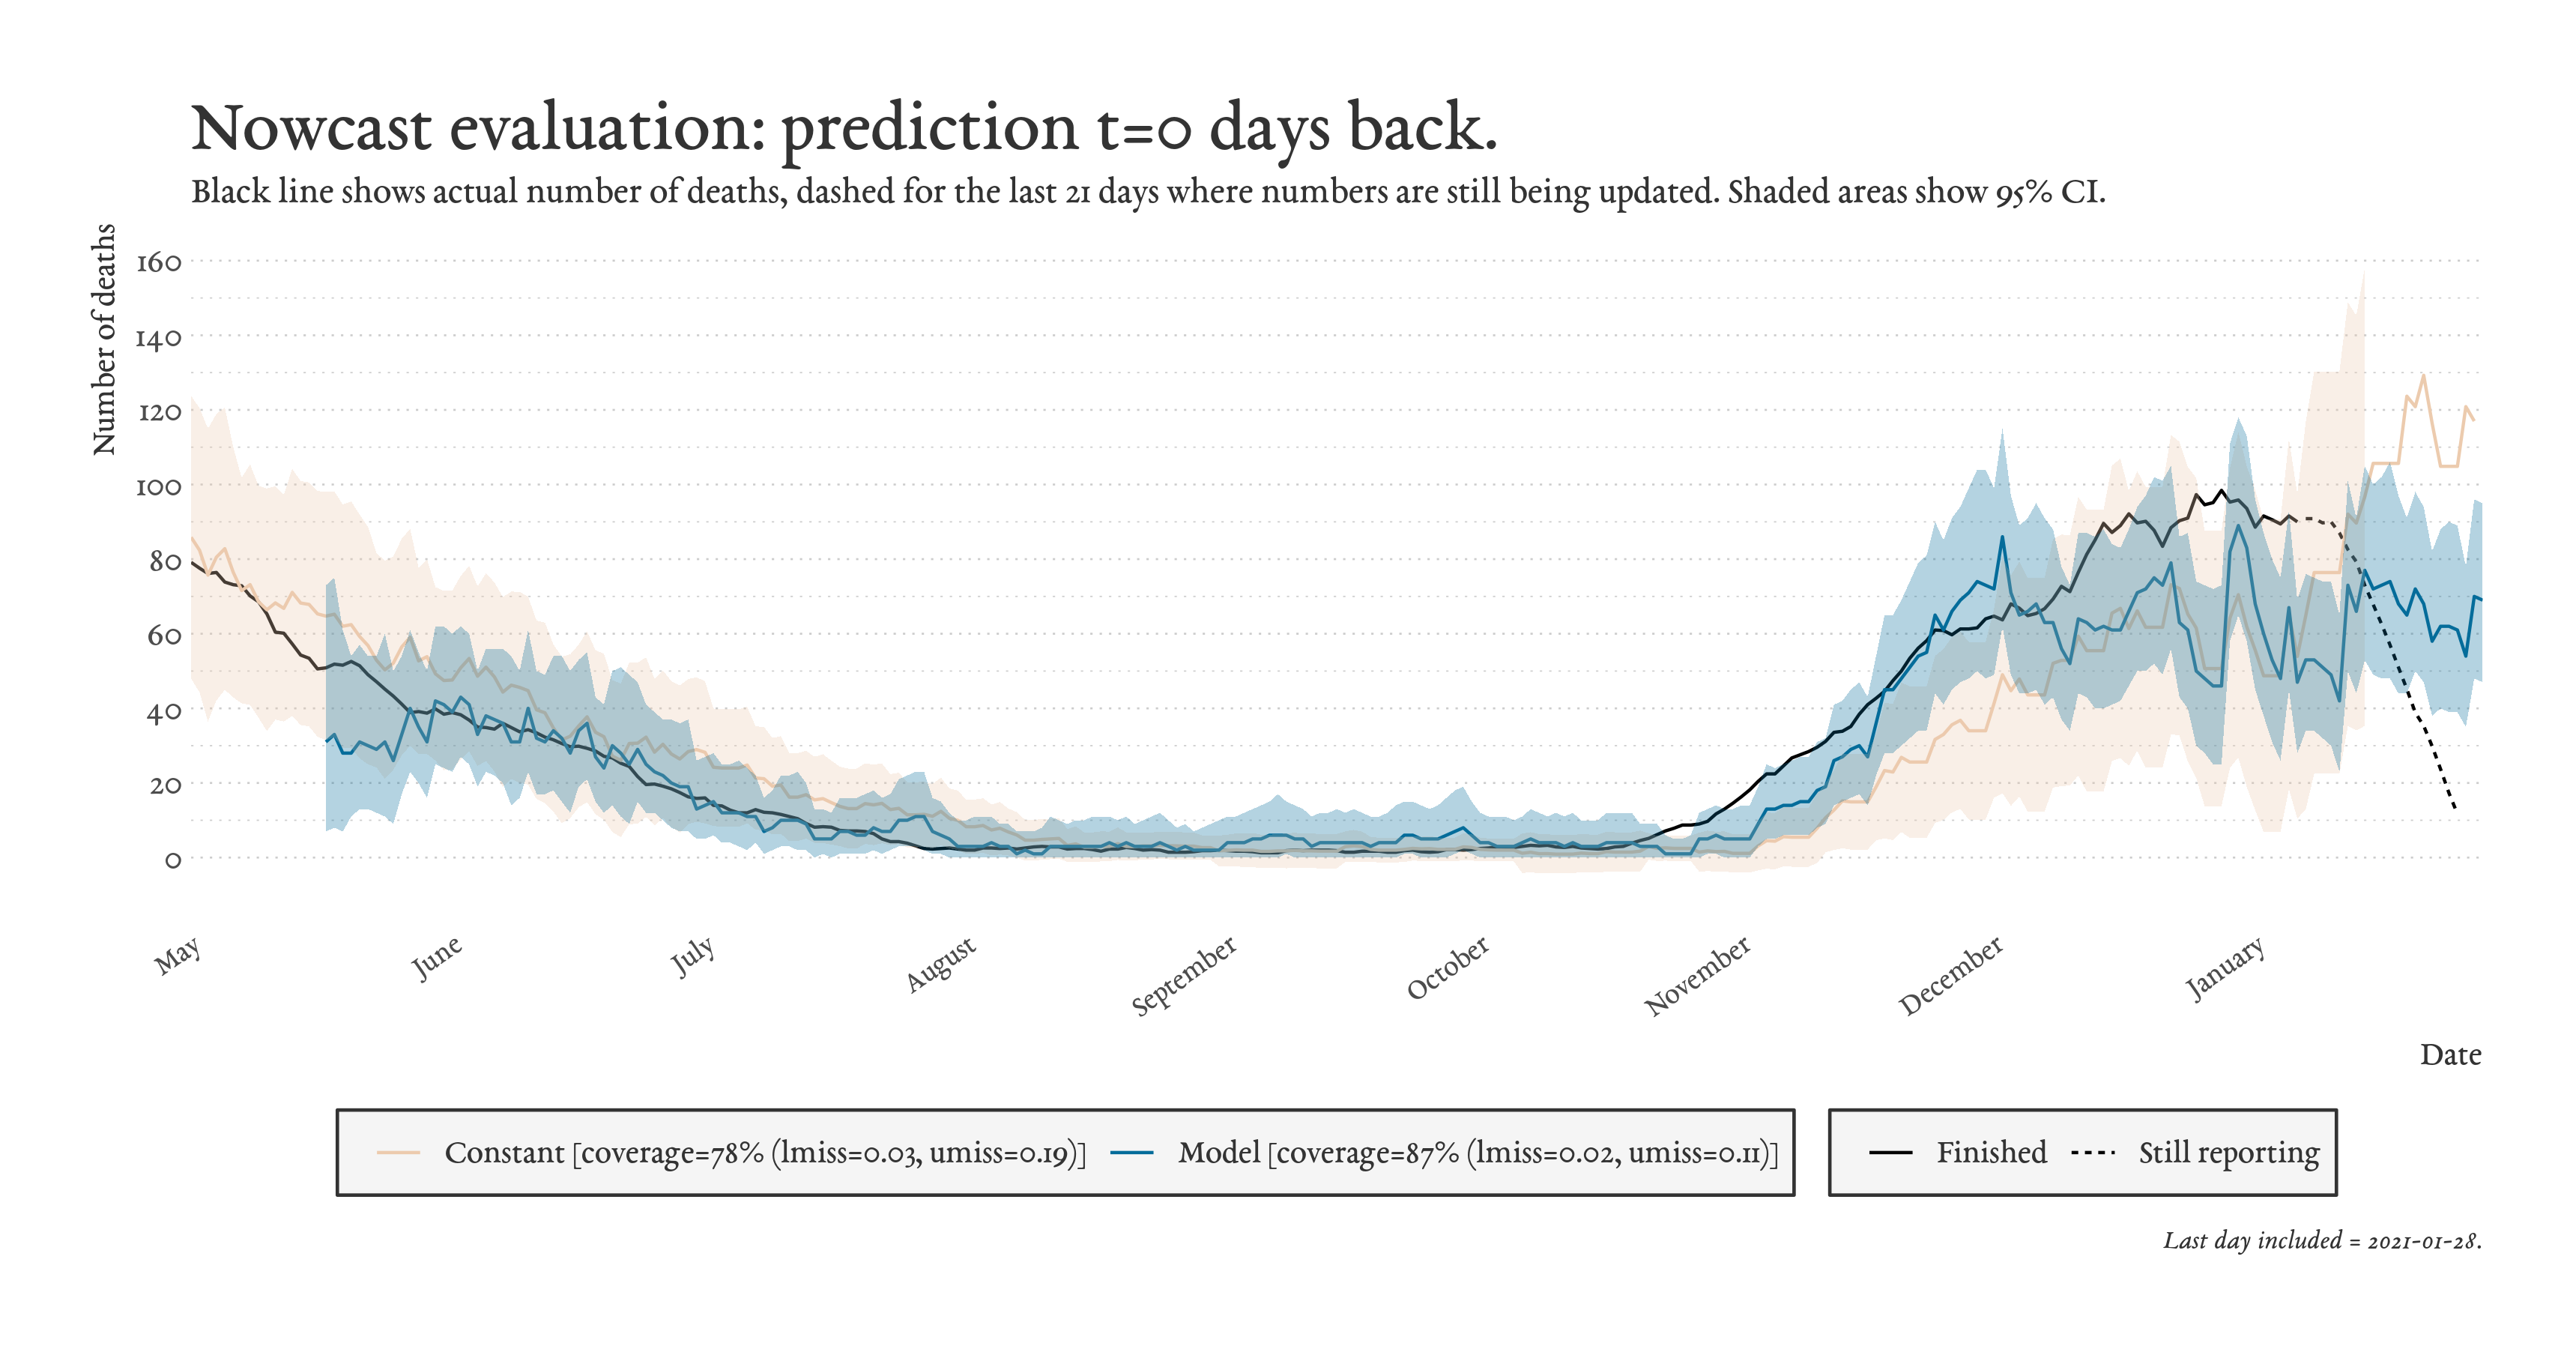 Nowcast evaluation: prediction t=0 days back.
Black line shows actual number of deaths, dashed for the last 21 days where numbers are still being updated. Shaded areas show 95% CI.
Number of deaths
160
140
120
100
80
60
40
20
0
May
June
July
August
September
October
November
December
January
Date
Constant [coverage=78% (lmiss=0.03, umiss=0.19)]
Model [coverage=87% (lmiss=0.02, umiss=0.11)]
Finished
Still reporting
Last day included = 2021-01-28.